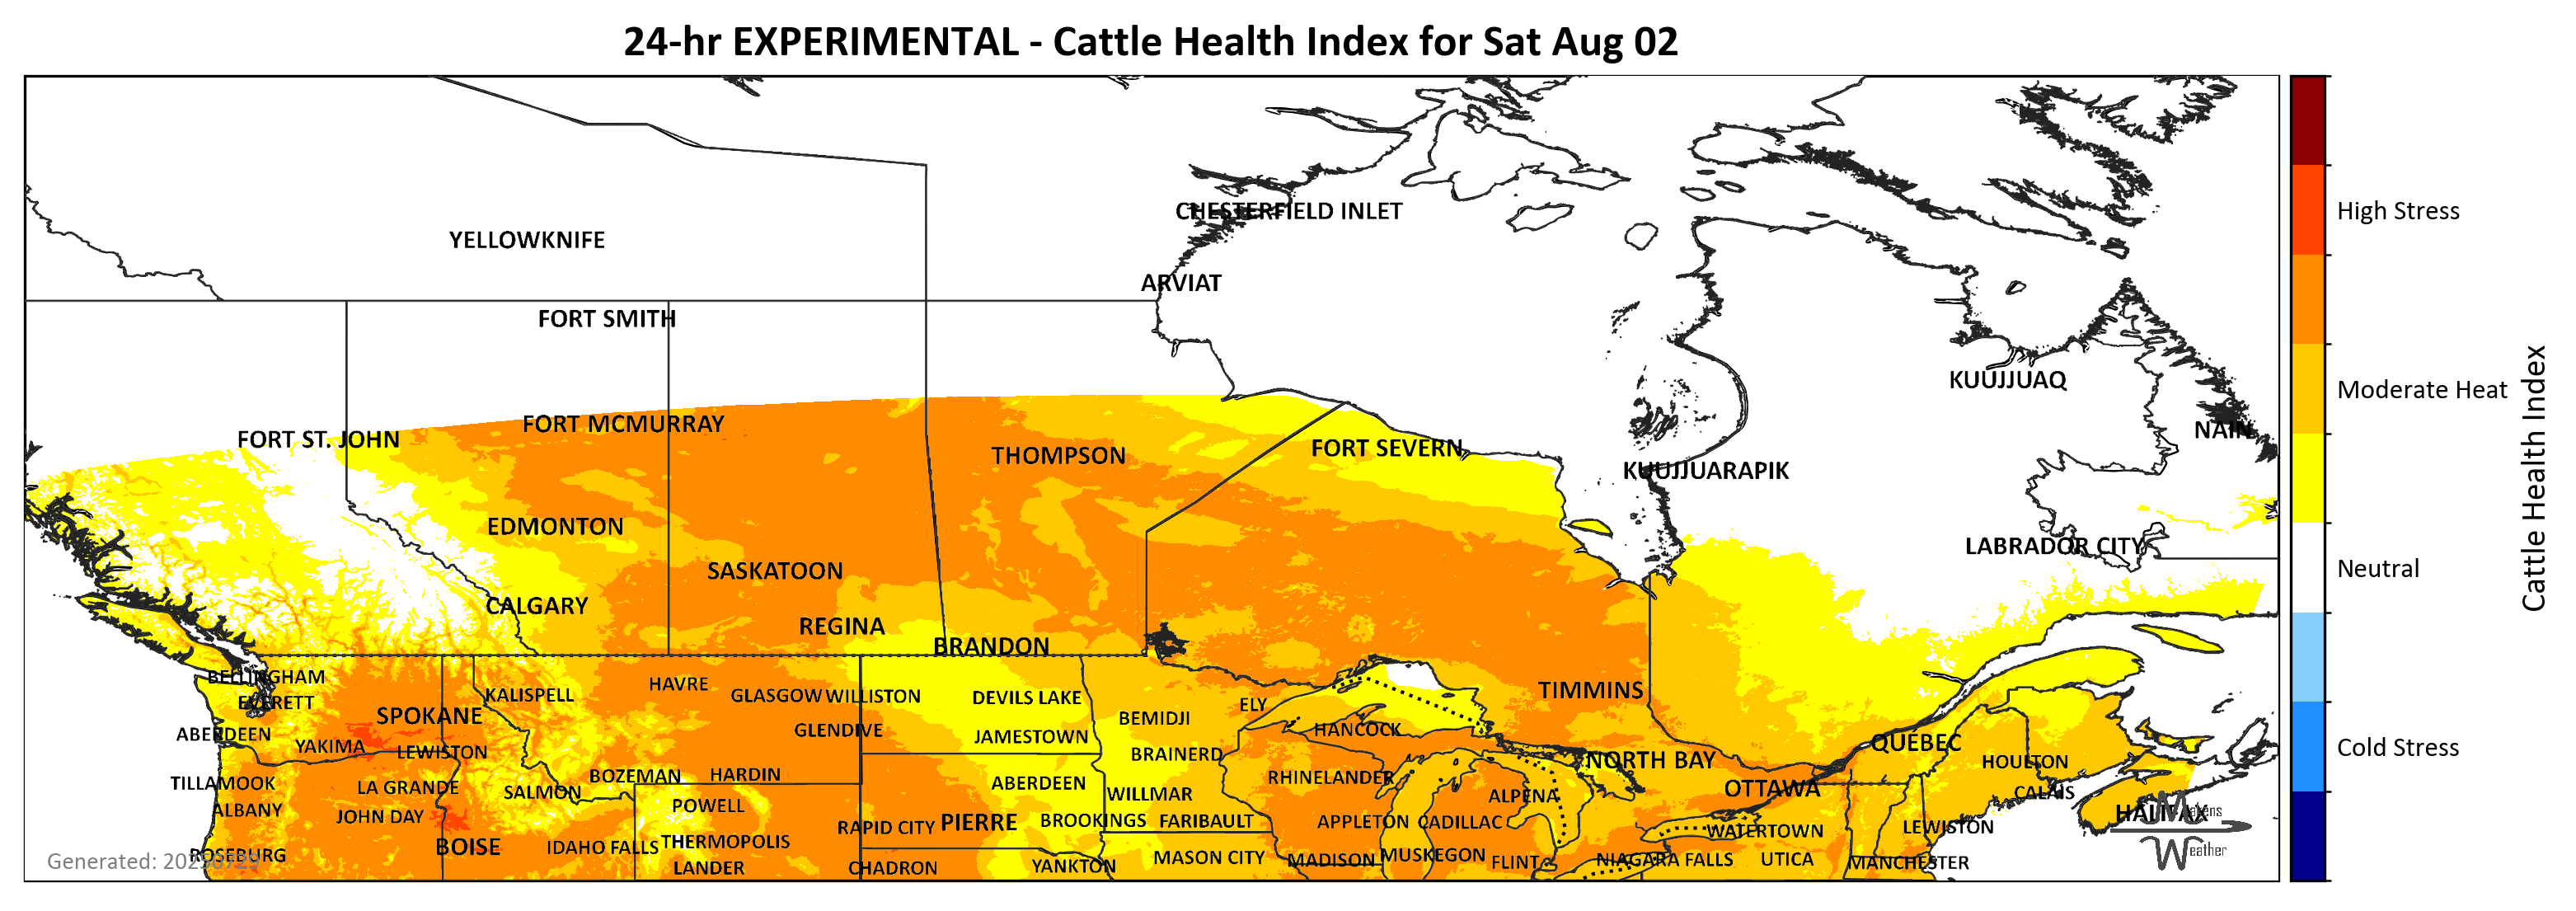 24-hr EXPERIMENTAL - Cattle Health Index for Sat Aug 02
CHESTERFIELD INLET
High Stress
YELLOWKNIFE
ARVIAT
FORT SMITH
KUUJJUAQ
Moderate Heat
FORT MCMURRAY
NAIN
FORT ST. JOHN
FORT SEVERN
THOMPSON
KUUJJUARAPIK
Cattle Health Index
EDMONTON
LABRADOR CITY
SASKATOON
Neutral
CALGARY
REGINA
BRANDON
BELLINGHAM
HAVRE
TIMMINS
KALISPELL
GLASGOW
WILLISTON
DEVILS LAKE
EVERETT
ELY
SPOKANE
BEMIDJI
ABERDEEN
GLENDIVE
JAMESTOWN
HANCOCK
QUEBEC
YAKIMA
LEWISTON
BRAINERD
Cold Stress
NORTH BAY
HOULTON
BOZEMAN
HARDIN
RHINELANDER
TILLAMOOK
LA GRANDE
SALMON
ABERDEEN
WILLMAR
ALPENA
OTTAWA
CALAIS
ALBANY
JOHN DAY
POWELL
HALIFAX
Makens
RAPID CITY
PIERRE
BROOKINGS
FARIBAULT
APPLETON
CADILLAC
WATERTOWN
LEWISTON
BOISE
IDAHO FALLS
THERMOPOLIS
Weather
ROSEBURG
Generated: 20250729
LANDER
CHADRON
YANKTON
MASON CITY
MADISON
MUSKEGON
FLINT
NIAGARA FALLS
UTICA
MANCHESTER